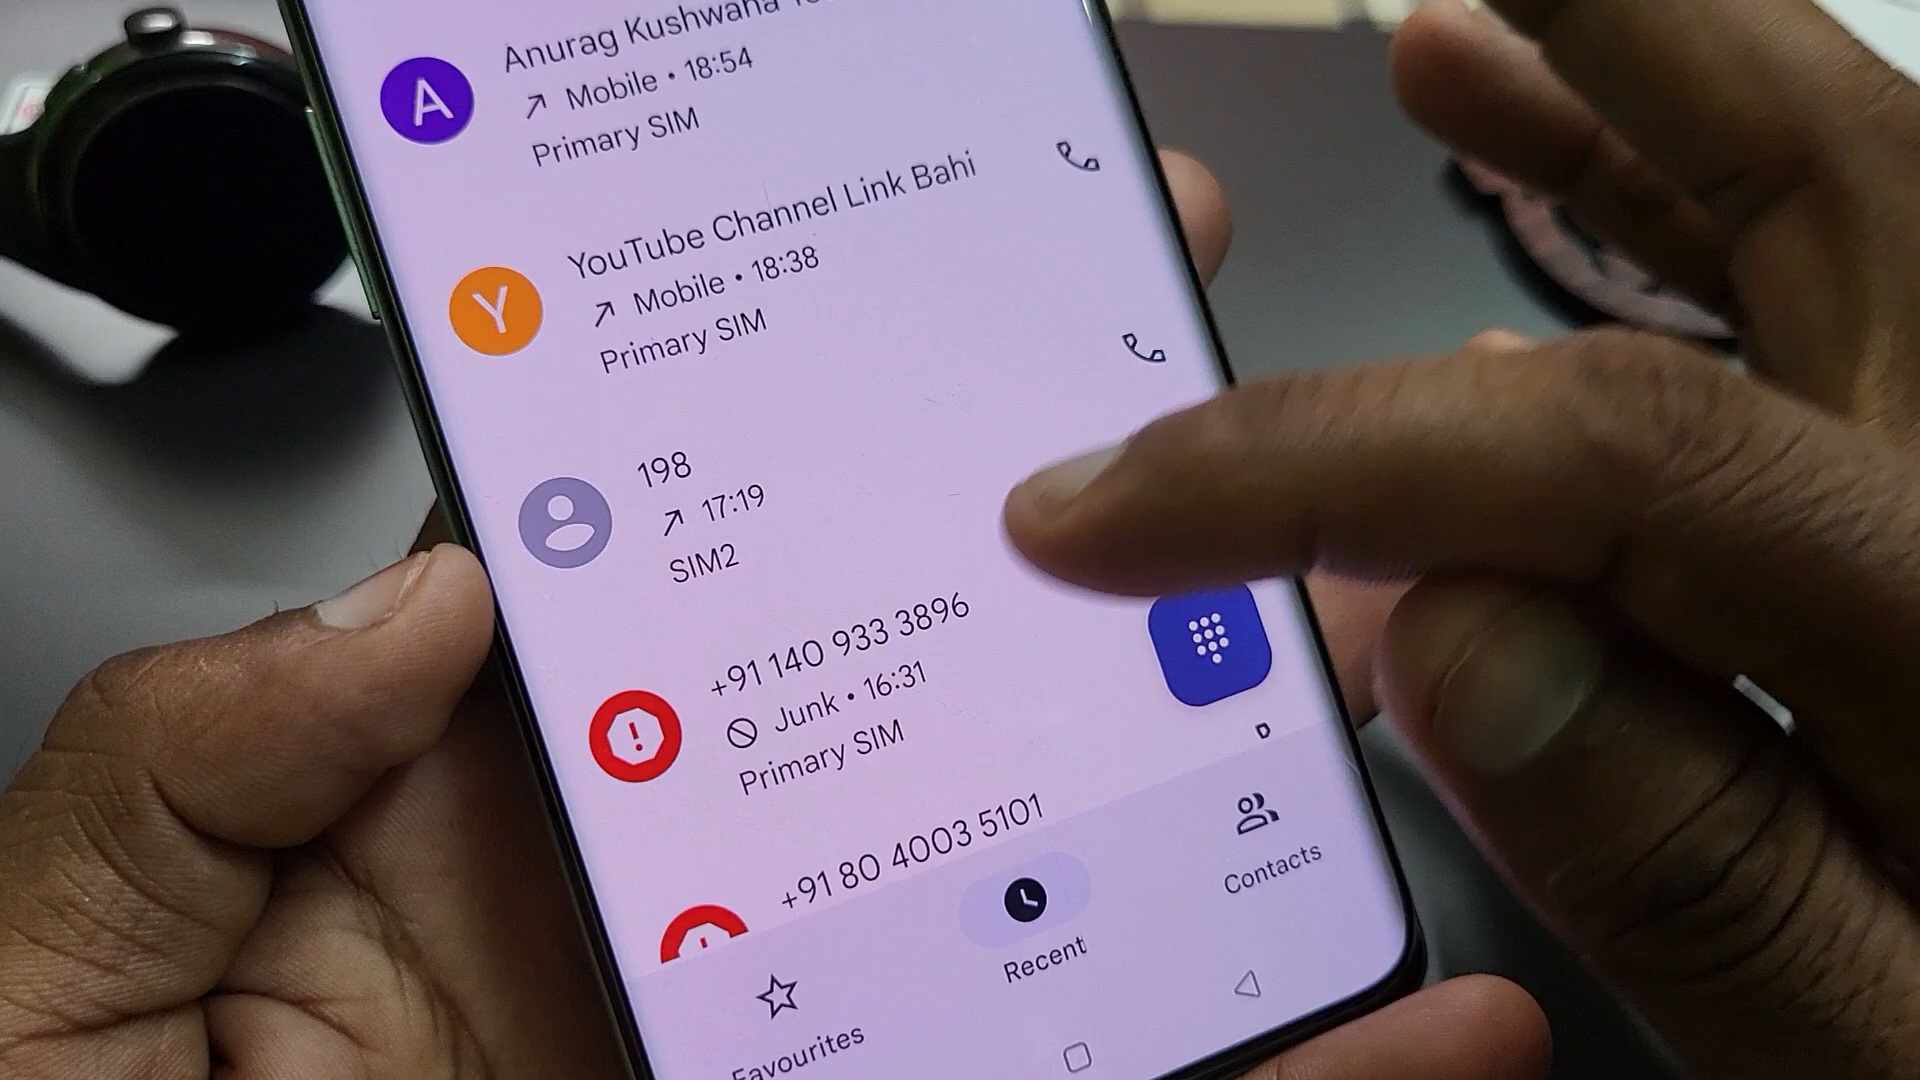 A
Anurag Kushwaha
Mobile • 18:54
Primary SIM
Y
YouTube Channel Link Bahi
Mobile • 18:38
Primary SIM
198
17:19
SIM2
+91 140 933 3896
Junk • 16:31
Primary SIM
+91 80 4003 5101
Favourites
Recent
Contacts